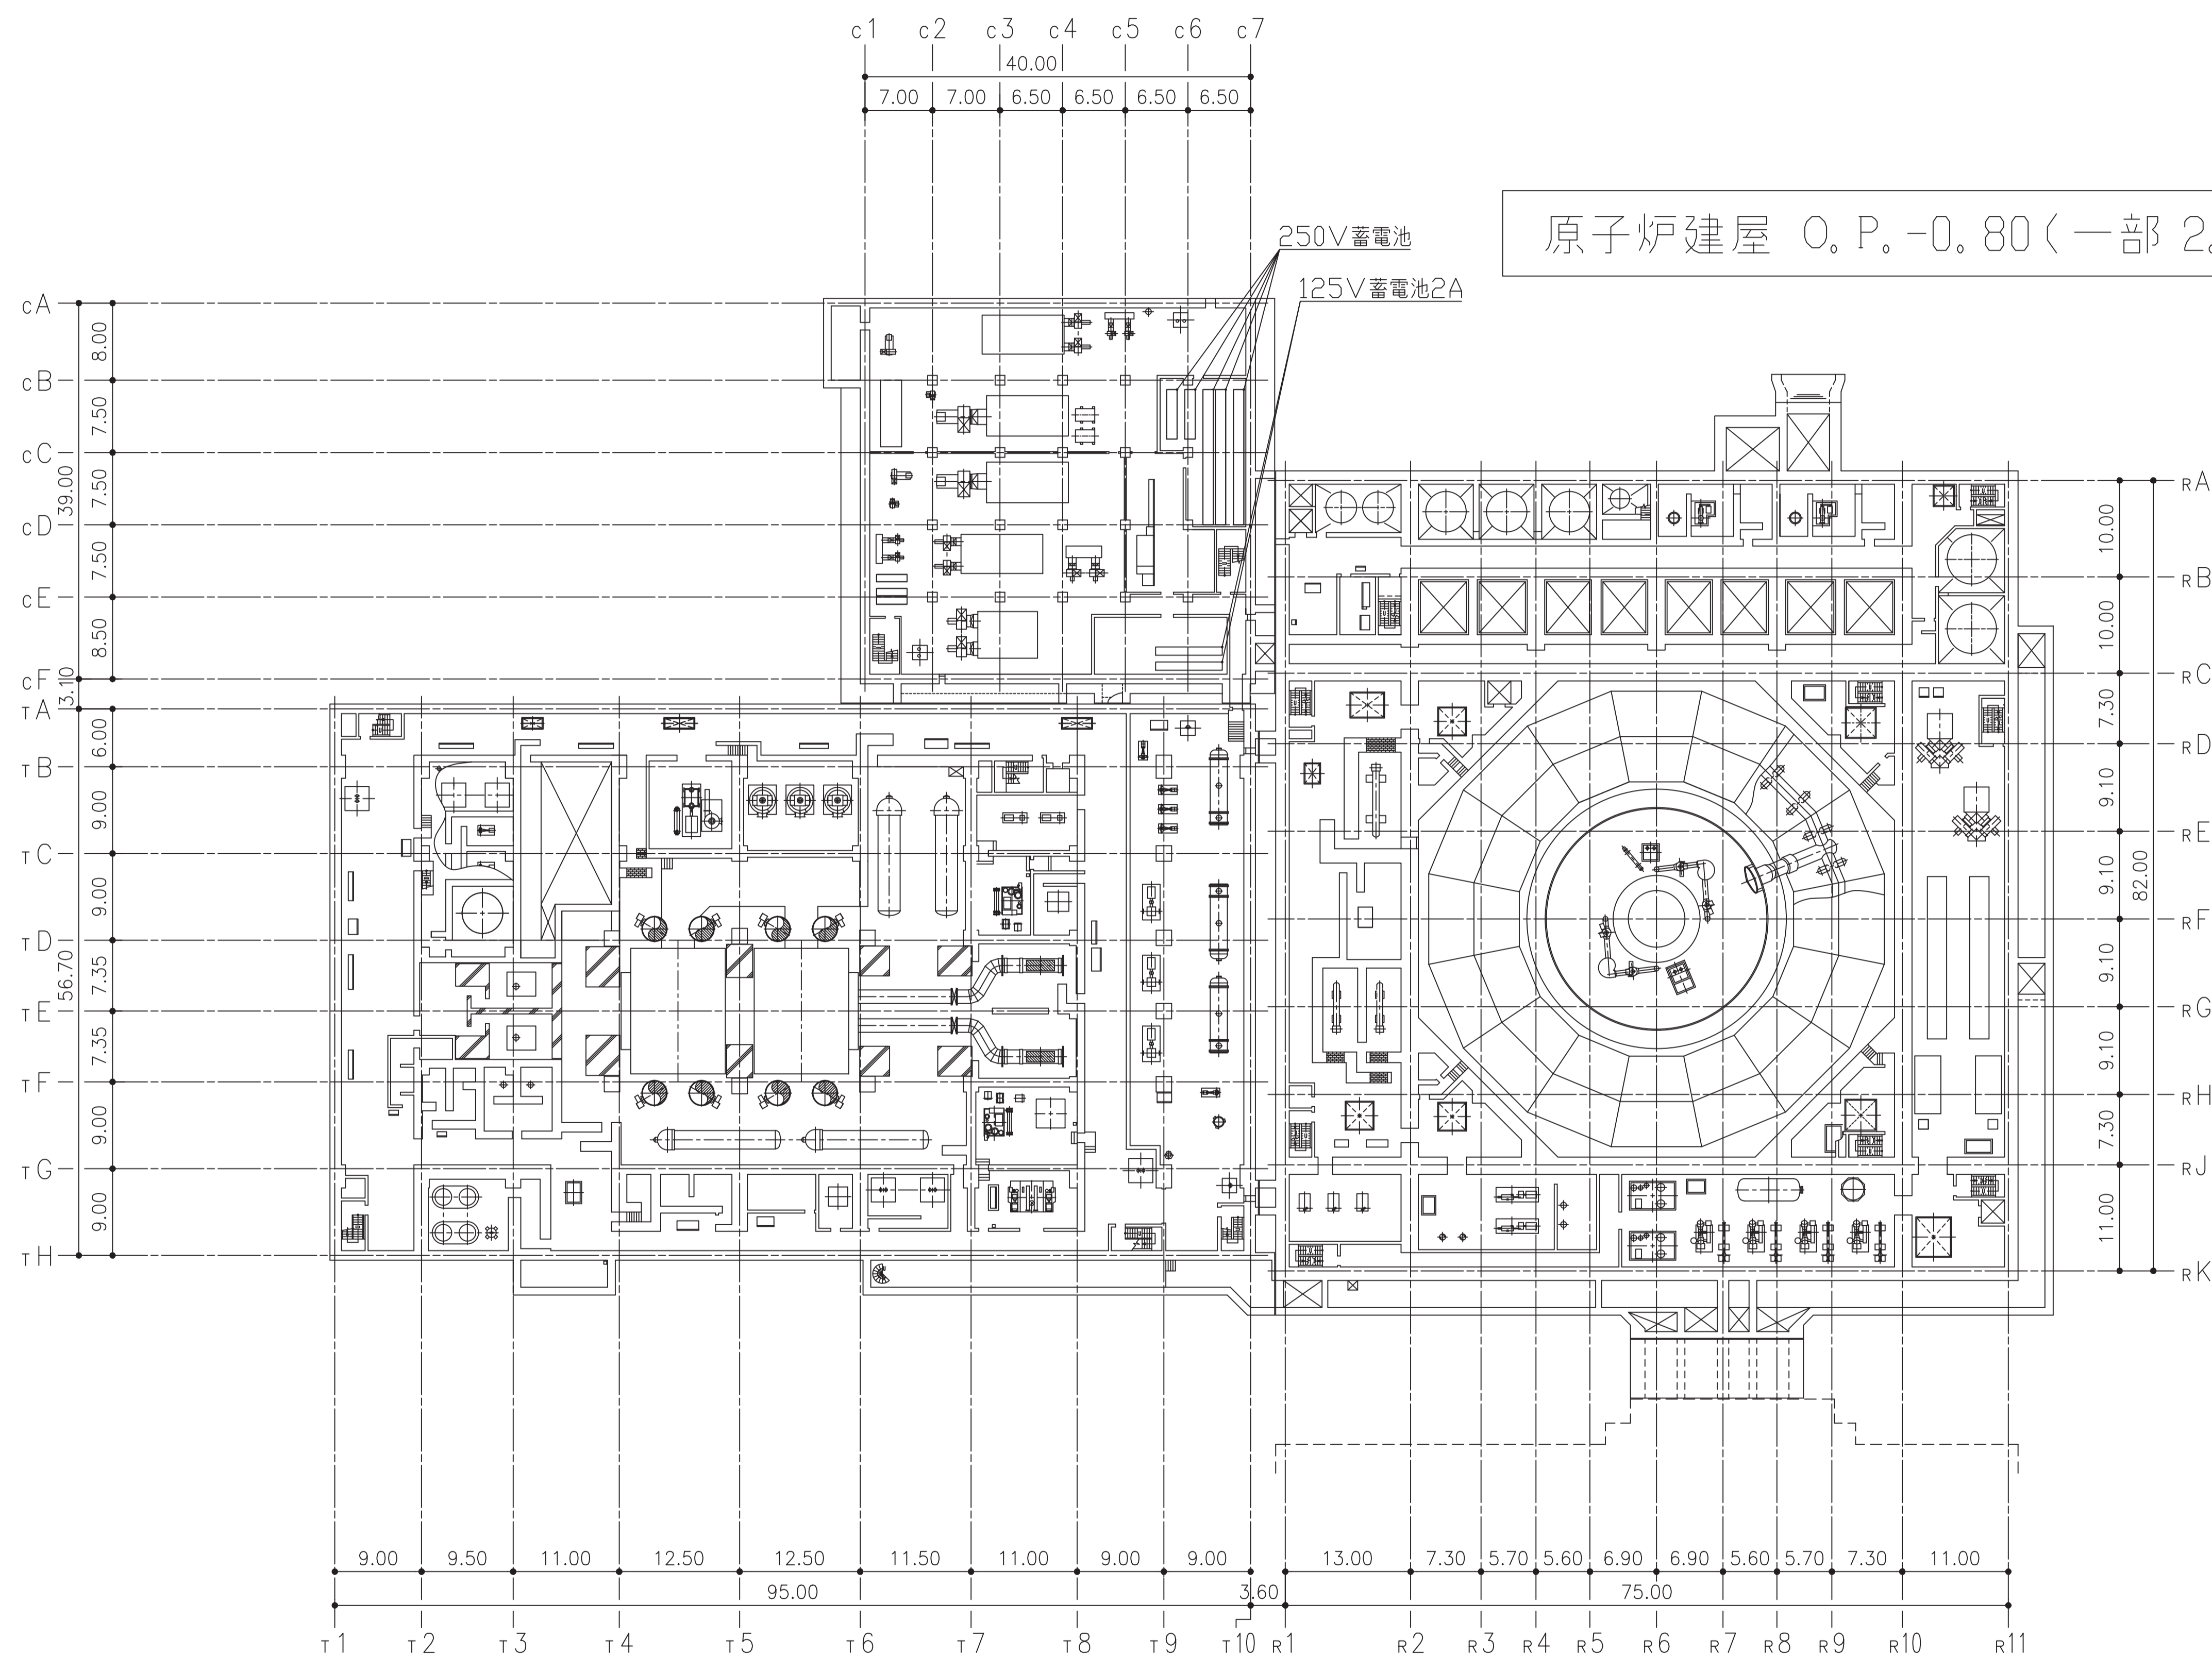 c1 c2 c3 c4 c5 c6 c7
40.00
7.00 7.00 6.50 6.50 6.50 6.50
原子炉建屋 O.P.-0.80(一部 2.
250V蓄電池
125V蓄電池2A
cA
8.00
cB
7.50
cC
39.00
7.50
cD
7.50
cE
8.50
cF
3.10
TA
6.00
TB
9.00
TC
9.00
TD
7.35
56.70
TE
7.35
TF
9.00
TG
9.00
TH
RA
10.00
RB
10.00
RC
7.30
RD
9.10
RE
9.10
82.00
RF
9.10
RG
9.10
RH
7.30
RJ
11.00
RK
9.00 9.50 11.00 12.50 12.50 11.50 11.00 9.00 9.00 13.00 7.30 5.70 5.60 6.90 6.90 5.60 5.70 7.30 11.00
95.00 3.60 75.00
T1 T2 T3 T4 T5 T6 T7 T8 T9 T10 R1 R2 R3 R4 R5 R6 R7 R8 R9 R10 R11